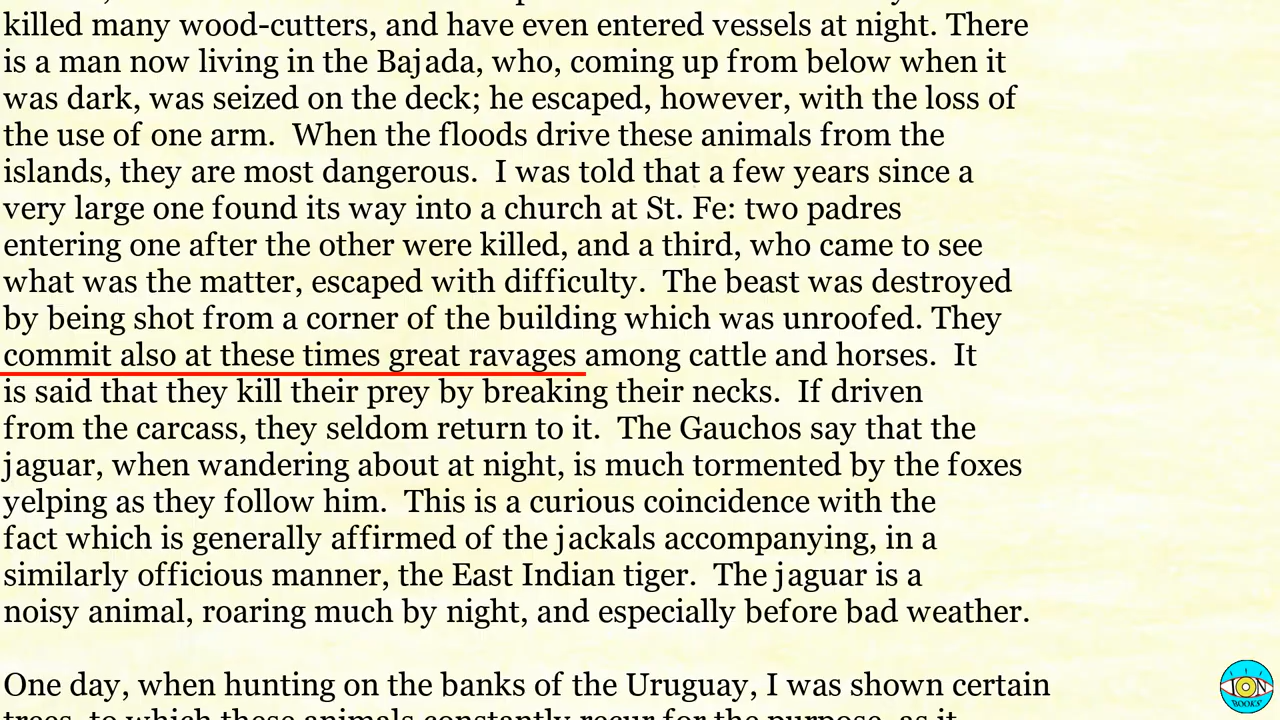 killed many wood-cutters, and have even entered vessels at night. There
is a man now living in the Bajada, who, coming up from below when it
was dark, was seized on the deck; he escaped, however, with the loss of
the use of one arm.  When the floods drive these animals from the
islands, they are most dangerous.  I was told that a few years since a
very large one found its way into a church at St. Fe: two padres
entering one after the other were killed, and a third, who came to see
what was the matter, escaped with difficulty.  The beast was destroyed
by being shot from a corner of the building which was unroofed. They
commit also at these times great ravages among cattle and horses.  It
is said that they kill their prey by breaking their necks.  If driven
from the carcass, they seldom return to it.  The Gauchos say that the
jaguar, when wandering about at night, is much tormented by the foxes
yelping as they follow him.  This is a curious coincidence with the
fact which is generally affirmed of the jackals accompanying, in a
similarly officious manner, the East Indian tiger.  The jaguar is a
noisy animal, roaring much by night, and especially before bad weather.
One day, when hunting on the banks of the Uruguay, I was shown certain
trees, to which these animals constantly recur for the purpose, as it
ION
BOOKS